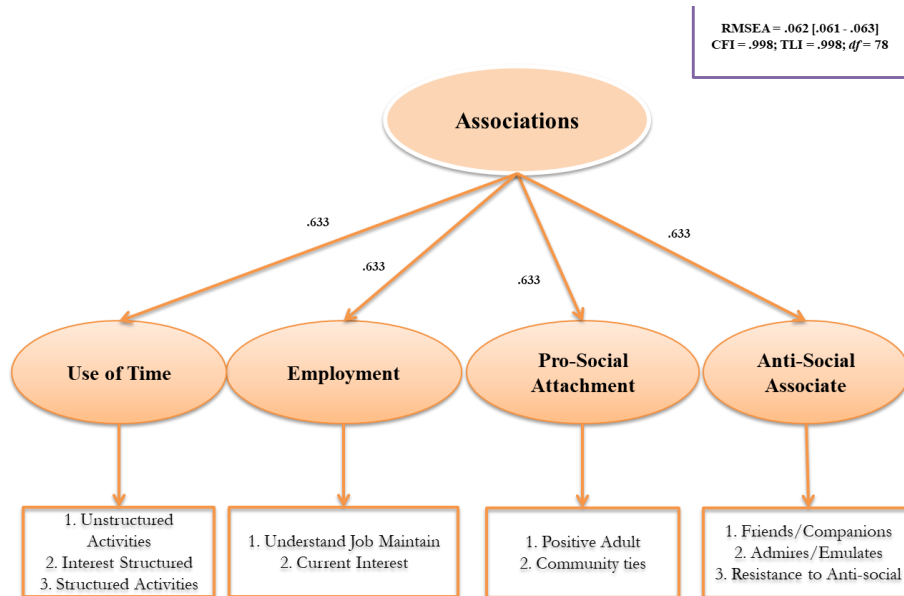 RMSEA = .062 [.061 - .063]
CFI = .998; TLI = .998; df = 78
Associations
.633
.633
.633
.633
Use of Time
Employment
Pro-Social
Attachment
Anti-Social
Associate
1. Unstructured
Activities
2. Interest Structured
3. Structured Activities
1. Understand Job Maintain
2. Current Interest
1. Positive Adult
2. Community ties
1. Friends/Companions
2. Admires/Emulates
3. Resistance to Anti-social